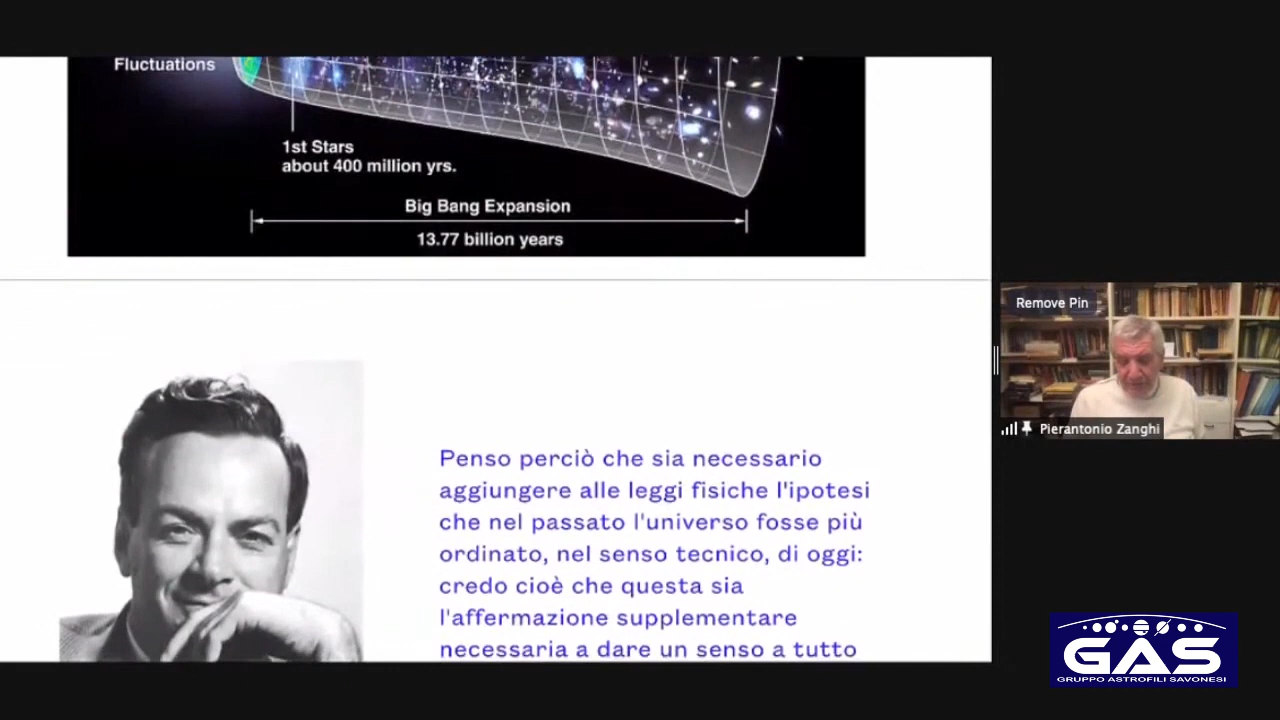 Fluctuations
1st Stars
about 400 million yrs.
Big Bang Expansion
13.77 billion years
Penso perciò che sia necessario
aggiungere alle leggi fisiche l'ipotesi
che nel passato l'universo fosse più
ordinato, nel senso tecnico, di oggi:
credo cioè che questa sia
l'affermazione supplementare
necessaria a dare un senso a tutto
Remove Pin
Pierantonio Zanghi
GAS
GRUPPO ASTROFILI SAVONESI